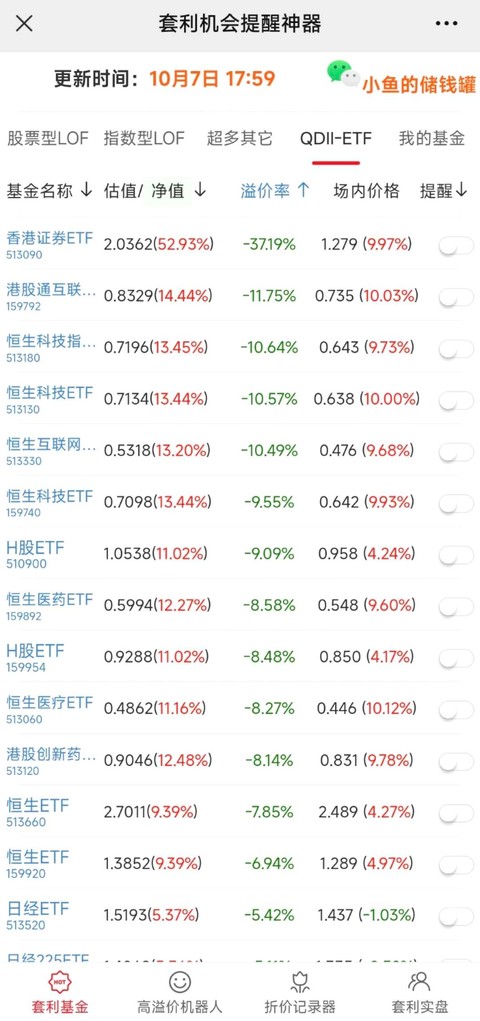 套利机会提醒神器
更新时间：10月7日 17:59
小鱼的储钱罐
股票型LOF 指数型LOF 超多其它 QDII-ETF 我的基金
基金名称↓ 估值/ 净值 ↓ 溢价率 ↑ 场内价格 提醒↓
香港证券ETF 2.0362(52.93%) -37.19% 1.279 (9.97%)
513090
港股通互联... 0.8329(14.44%) -11.75% 0.735 (10.03%)
159792
恒生科技指... 0.7196(13.45%) -10.64% 0.643 (9.73%)
513180
恒生科技ETF 0.7134(13.44%) -10.57% 0.638 (10.00%)
513130
恒生互联网... 0.5318(13.20%) -10.49% 0.476 (9.68%)
513330
恒生科技ETF 0.7098(13.44%) -9.55% 0.642 (9.93%)
159740
H股ETF 1.0538(11.02%) -9.09% 0.958 (4.24%)
510900
恒生医药ETF 0.5994(12.27%) -8.58% 0.548 (9.60%)
159892
H股ETF 0.9288(11.02%) -8.48% 0.850 (4.17%)
159954
恒生医疗ETF 0.4862(11.16%) -8.27% 0.446 (10.12%)
513060
港股创新药... 0.9046(12.48%) -8.14% 0.831 (9.78%)
513120
恒生ETF 2.7011(9.39%) -7.85% 2.489 (4.27%)
513660
恒生ETF 1.3852(9.39%) -6.94% 1.289 (4.97%)
159920
日经ETF 1.5193(5.37%) -5.42% 1.437 (-1.03%)
513520
日经225ETF
HOT
套利基金 高溢价机器人 折价记录器 套利实盘